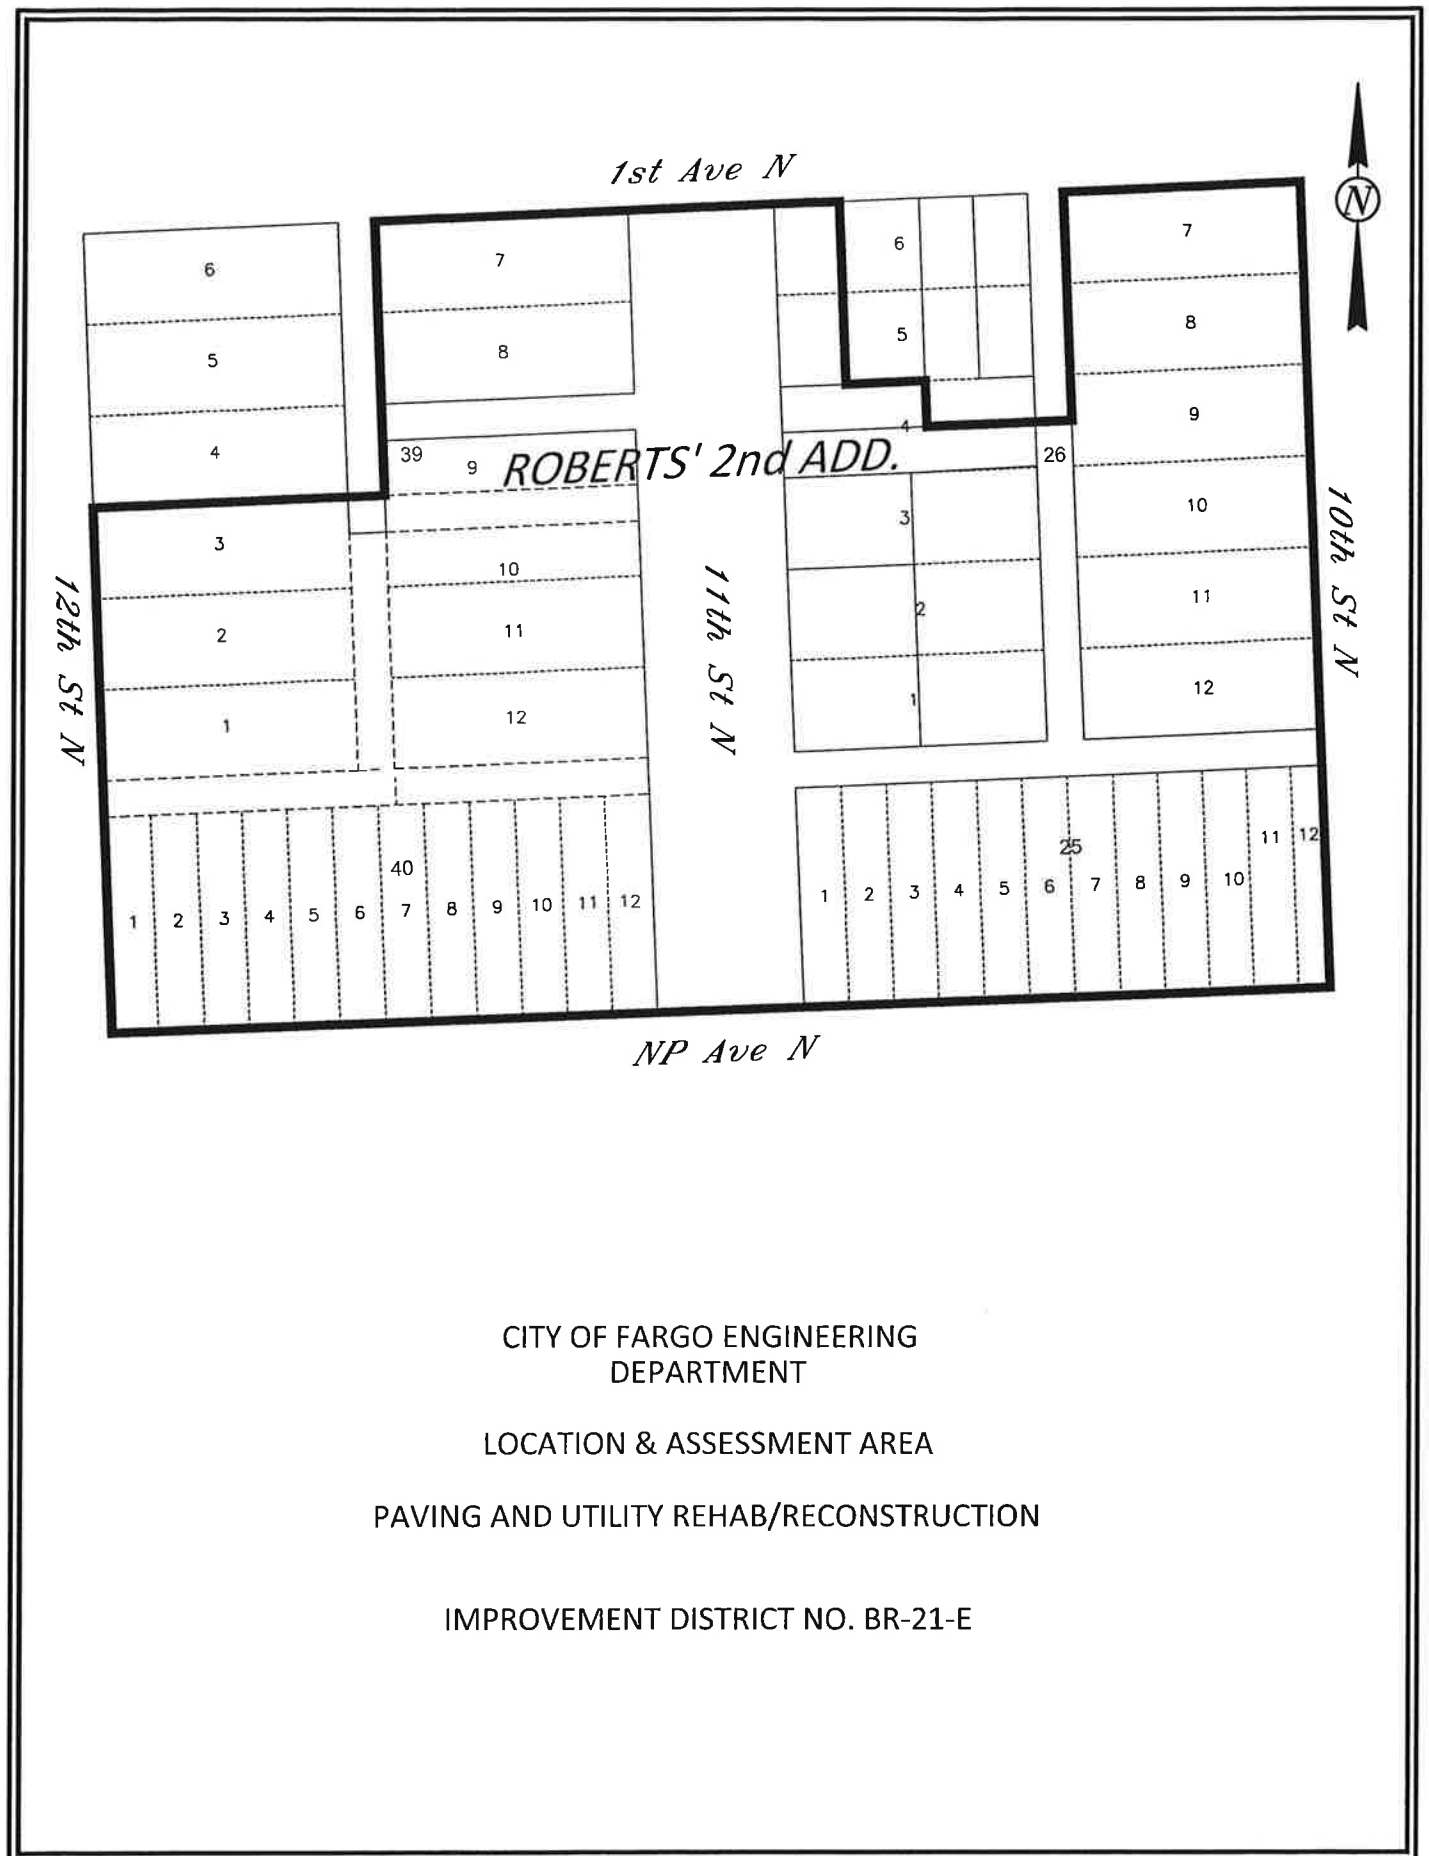 1st Ave N
N
6
5
4
7
8
39
9
ROBERTS' 2nd ADD.
6
5
4
26
7
8
9
10
11
12
3
2
1
10
11
12
3
2
1
12th St N
11th St N
10th St N
40
1 2 3 4 5 6 7 8 9 10 11 12
25
1 2 3 4 5 6 7 8 9 10 11 12
NP Ave N
CITY OF FARGO ENGINEERING
DEPARTMENT
LOCATION & ASSESSMENT AREA
PAVING AND UTILITY REHAB/RECONSTRUCTION
IMPROVEMENT DISTRICT NO. BR-21-E